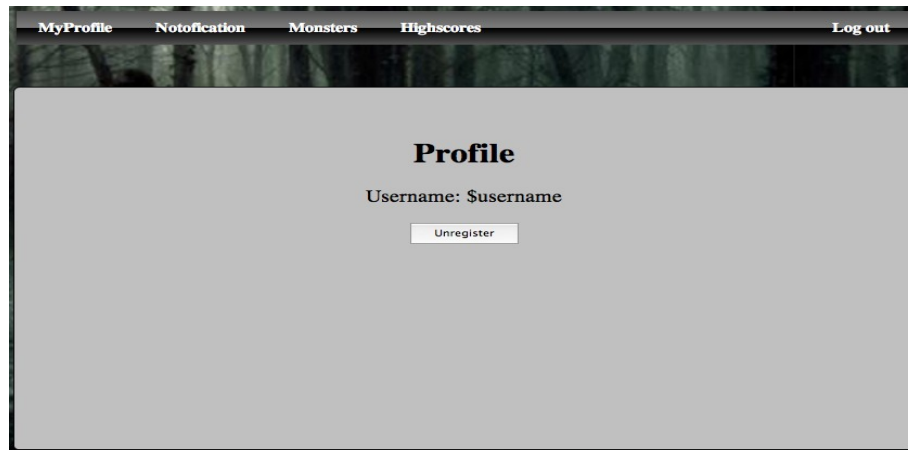 MyProfile Notofication Monsters Highscores Log out
Profile
Username: $username
Unregister